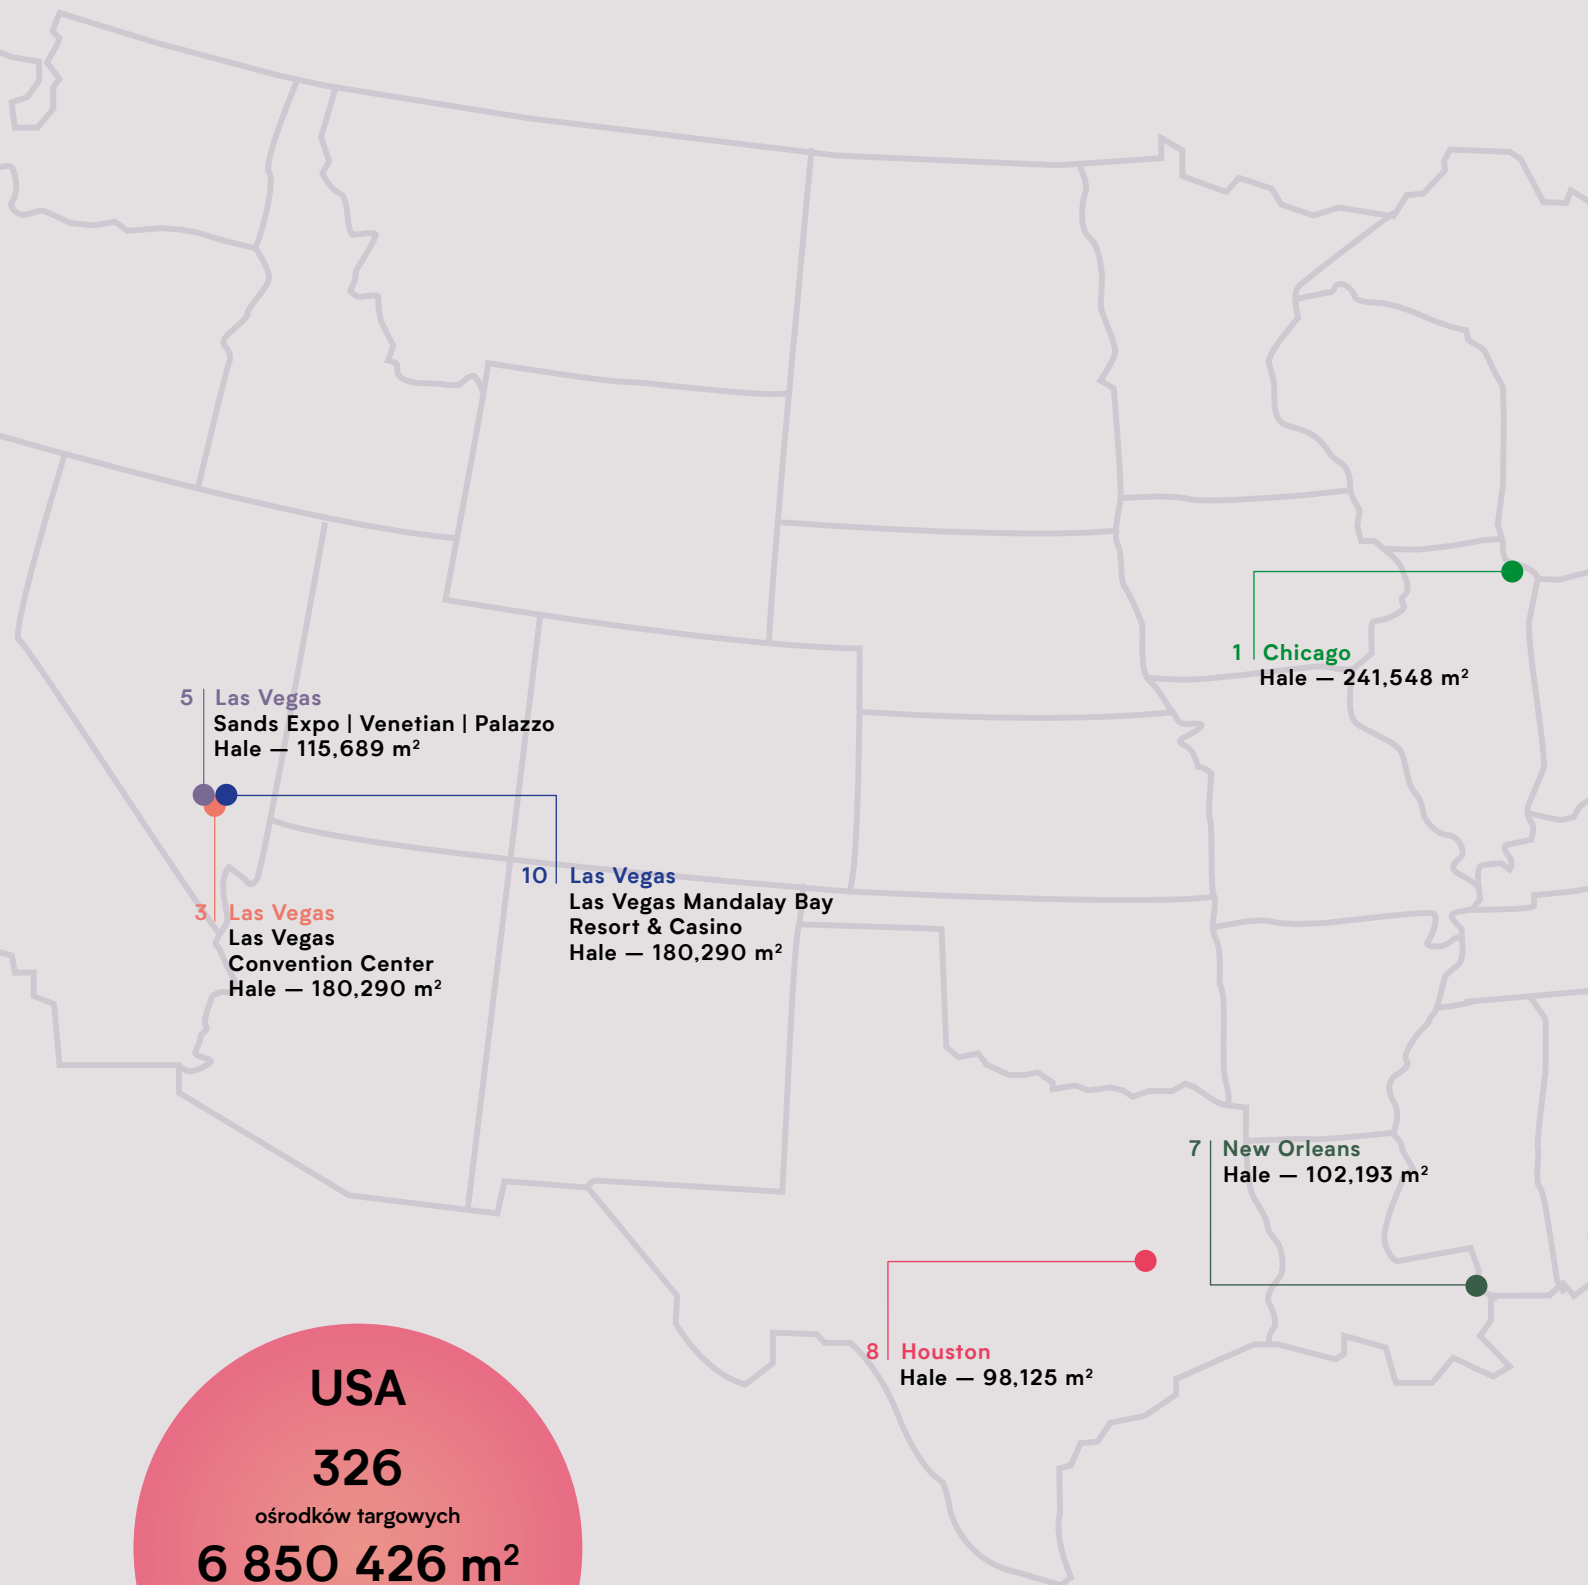 1 Chicago
Hale — 241,548 m²
5 Las Vegas
Sands Expo | Venetian | Palazzo
Hale — 115,689 m²
10 Las Vegas
Las Vegas Mandalay Bay
Resort & Casino
Hale — 180,290 m²
3 Las Vegas
Las Vegas
Convention Center
Hale — 180,290 m²
7 New Orleans
Hale — 102,193 m²
8 Houston
Hale — 98,125 m²
USA
326
ośrodków targowych
6 850 426 m²